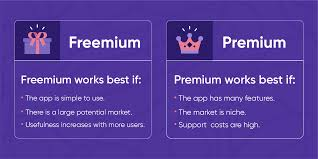 Freemium
Freemium works best if:
• The app is simple to use.
• There is a large potential market.
• Usefulness increases with more users.
Premium
Premium works best if:
• The app has many features.
• The market is niche.
• Support costs are high.